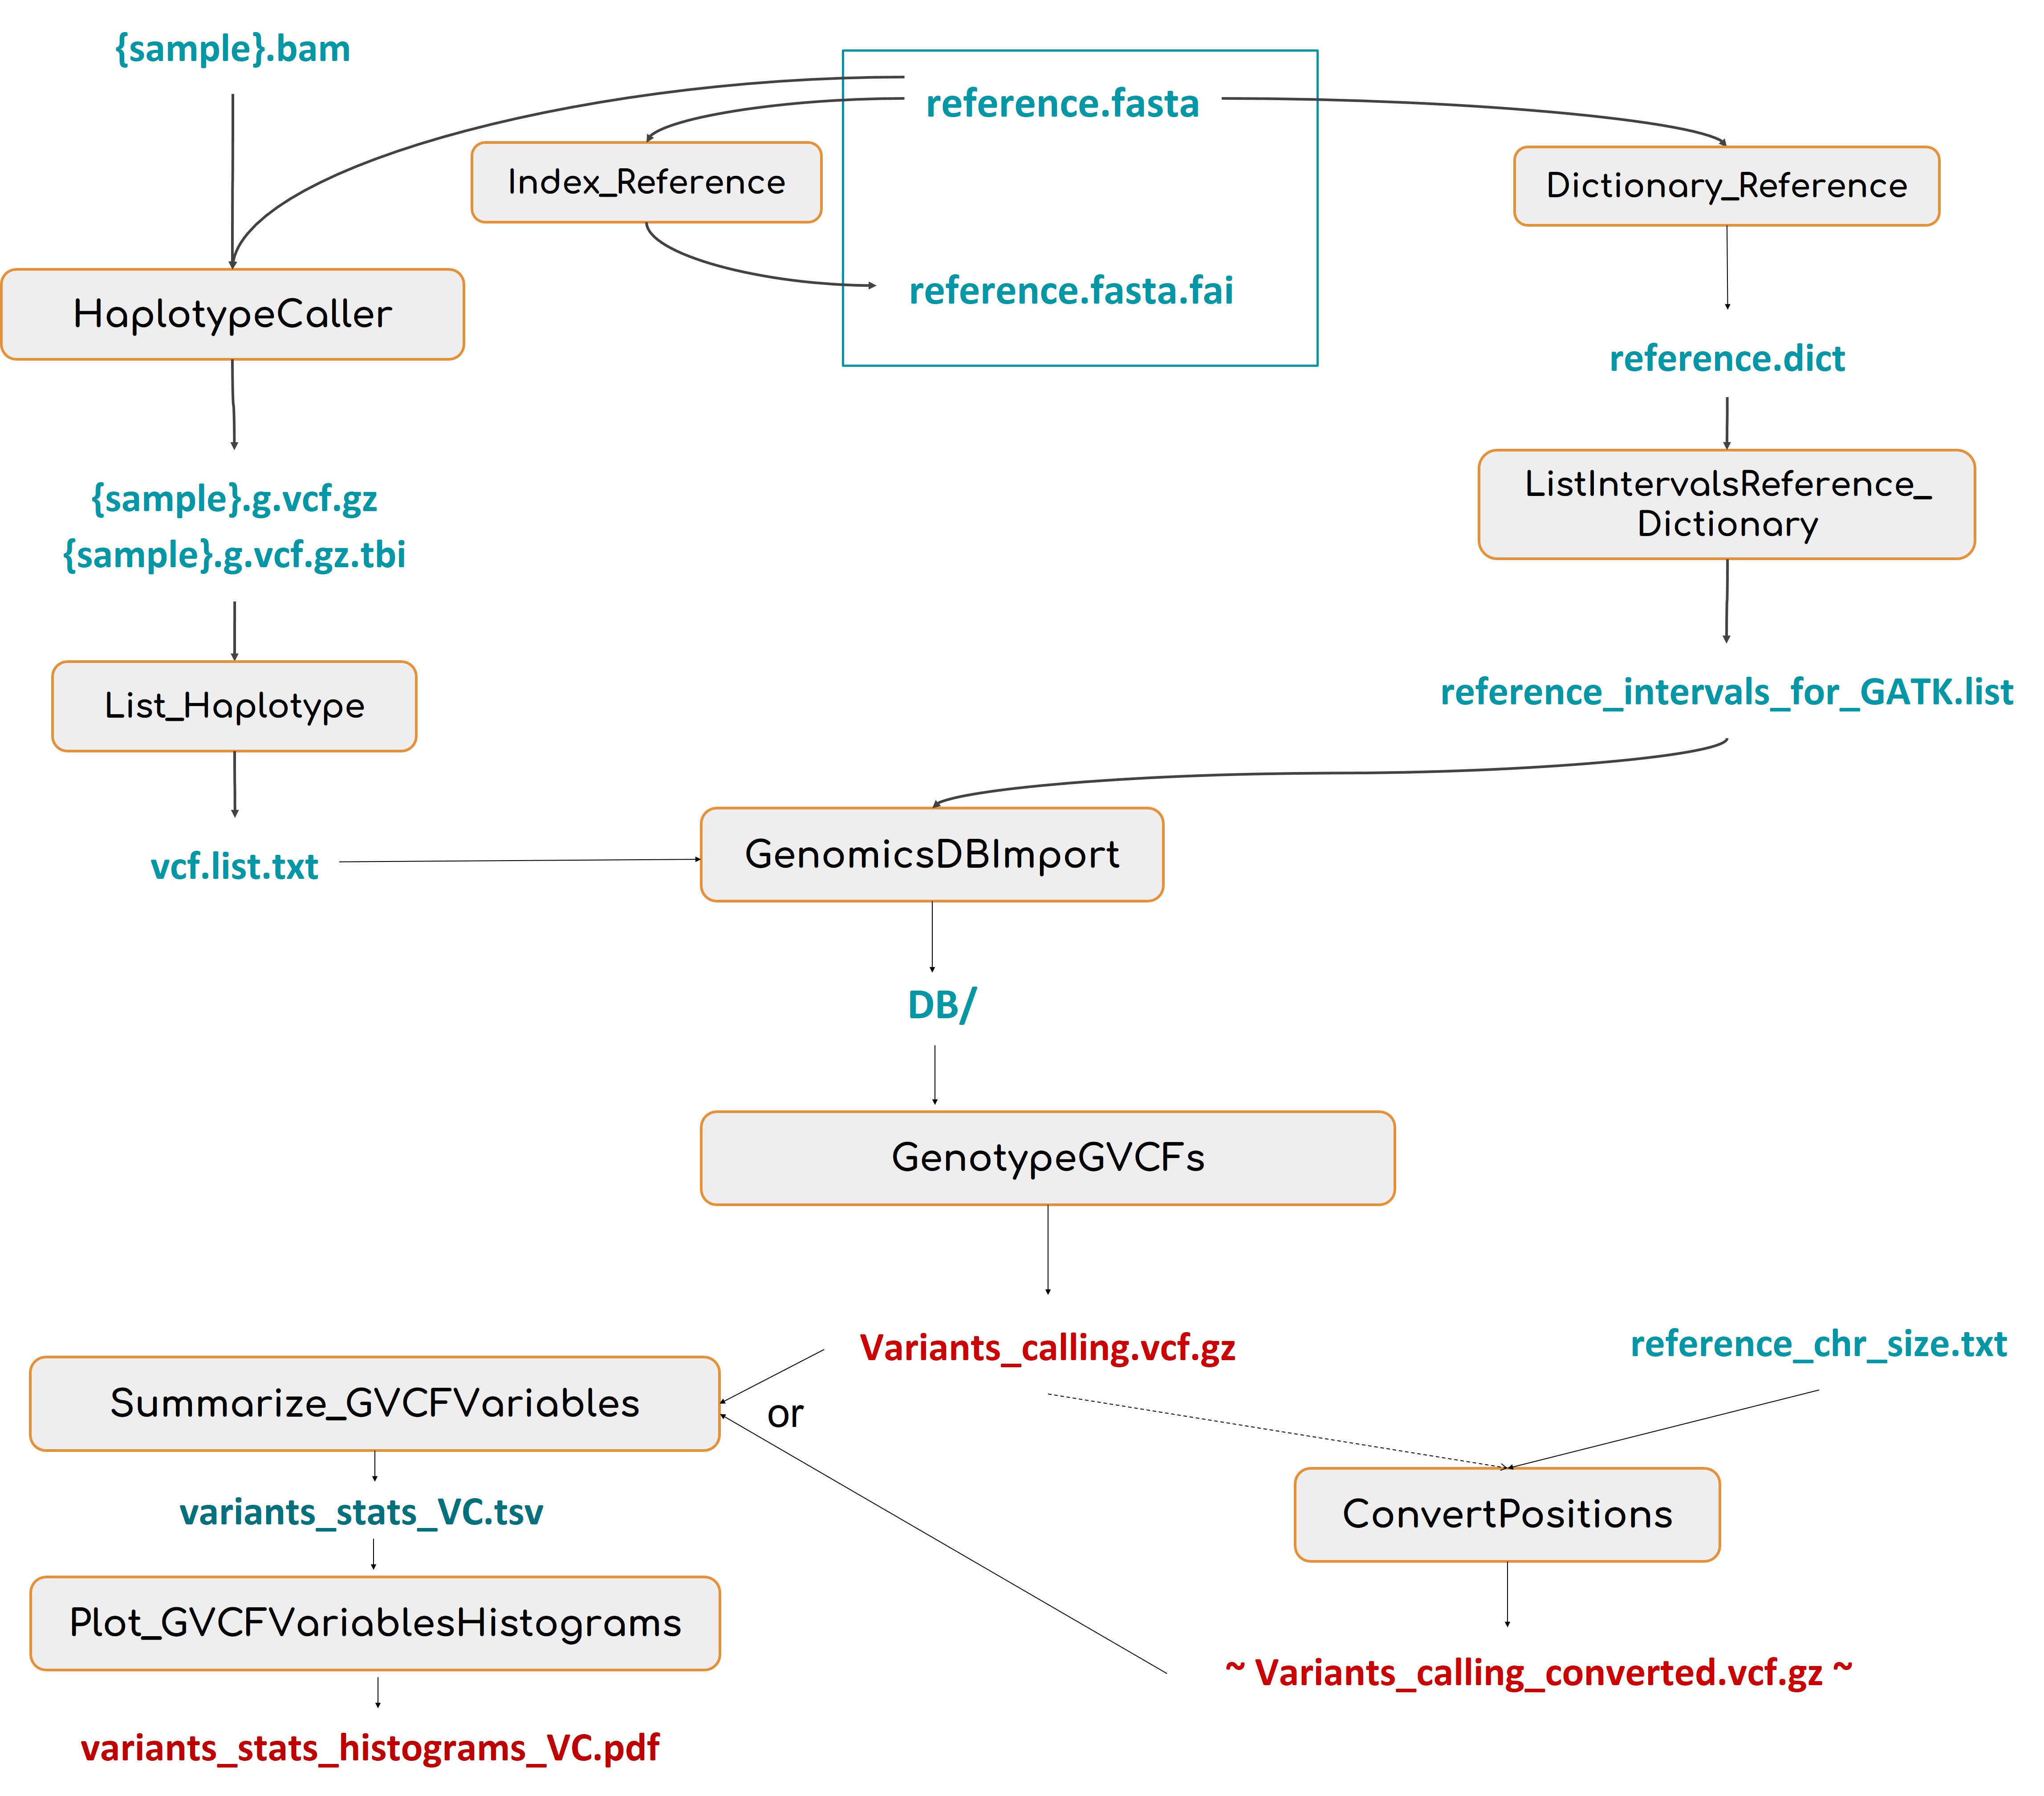 {sample}.bam
reference.fasta
Index_Reference
Dictionary_Reference
reference.fasta.fai
HaplotypeCaller
reference.dict
{sample}.g.vcf.gz
{sample}.g.vcf.gz.tbi
ListIntervalsReference_
Dictionary
List_Haplotype
reference_intervals_for_GATK.list
vcf.list.txt
GenomicsDBImport
DB/
GenotypeGVCFs
Variants_calling.vcf.gz
reference_chr_size.txt
Summarize_GVCFVariables
or
variants_stats_VC.tsv
ConvertPositions
Plot_GVCFVariablesHistograms
~ Variants_calling_converted.vcf.gz ~
variants_stats_histograms_VC.pdf